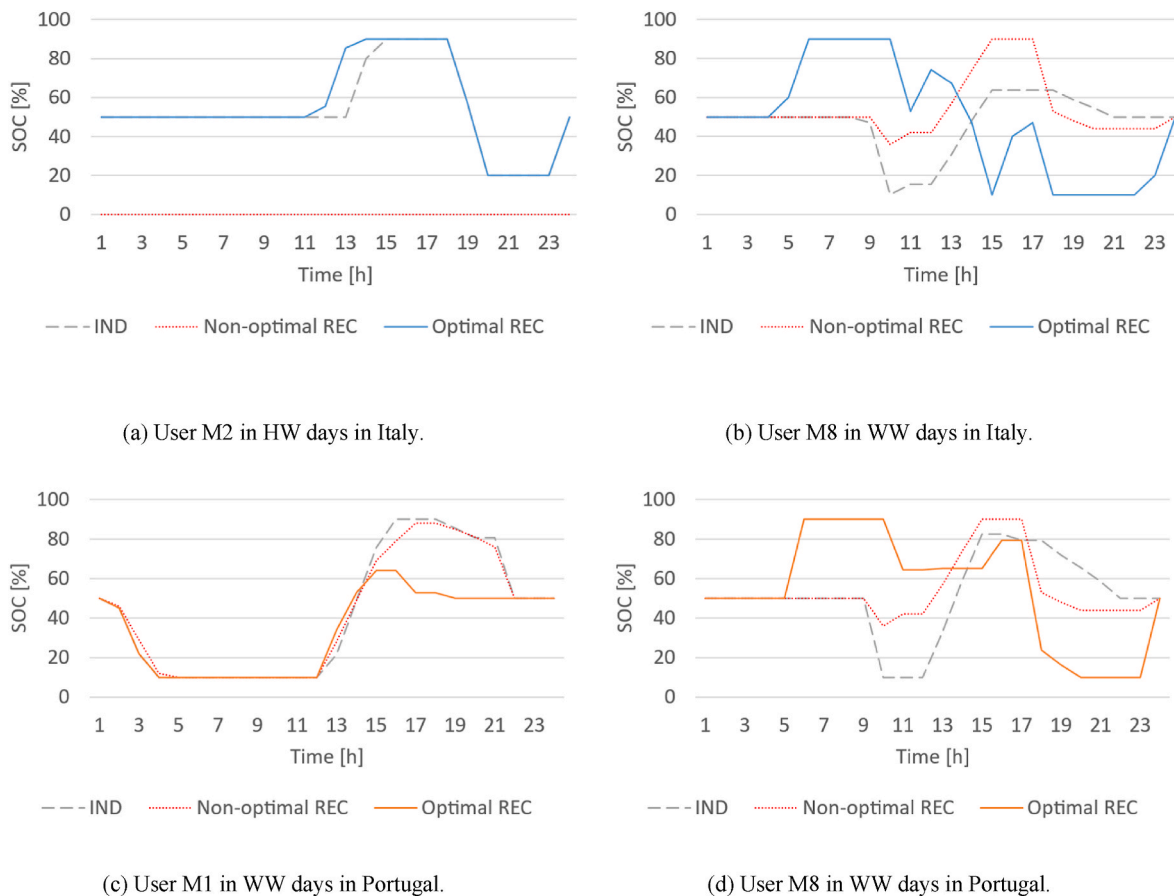 100
80
60
40
20
0
SOC [%]
1 3 5 7 9 11 13 15 17 19 21 23
Time [h]
IND Non-optimal REC Optimal REC
(a) User M2 in HW days in Italy.
100
80
60
40
20
0
SOC [%]
1 3 5 7 9 11 13 15 17 19 21 23
Time [h]
IND Non-optimal REC Optimal REC
(b) User M8 in WW days in Italy.
100
80
60
40
20
0
SOC [%]
1 3 5 7 9 11 13 15 17 19 21 23
Time [h]
IND Non-optimal REC Optimal REC
(c) User M1 in WW days in Portugal.
100
80
60
40
20
0
SOC [%]
1 3 5 7 9 11 13 15 17 19 21 23
Time [h]
IND Non-optimal REC Optimal REC
(d) User M8 in WW days in Portugal.